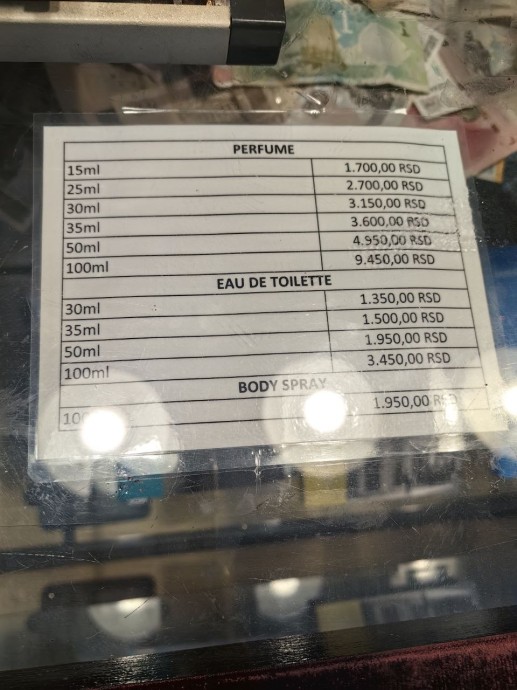 PERFUME
15ml 1.700,00 RSD
25ml 2.700,00 RSD
30ml 3.150,00 RSD
35ml 3.600,00 RSD
50ml 4.950,00 RSD
100ml 9.450,00 RSD
EAU DE TOILETTE
30ml 1.350,00 RSD
35ml 1.500,00 RSD
50ml 1.950,00 RSD
100ml 3.450,00 RSD
BODY SPRAY
1.950,00 RSD